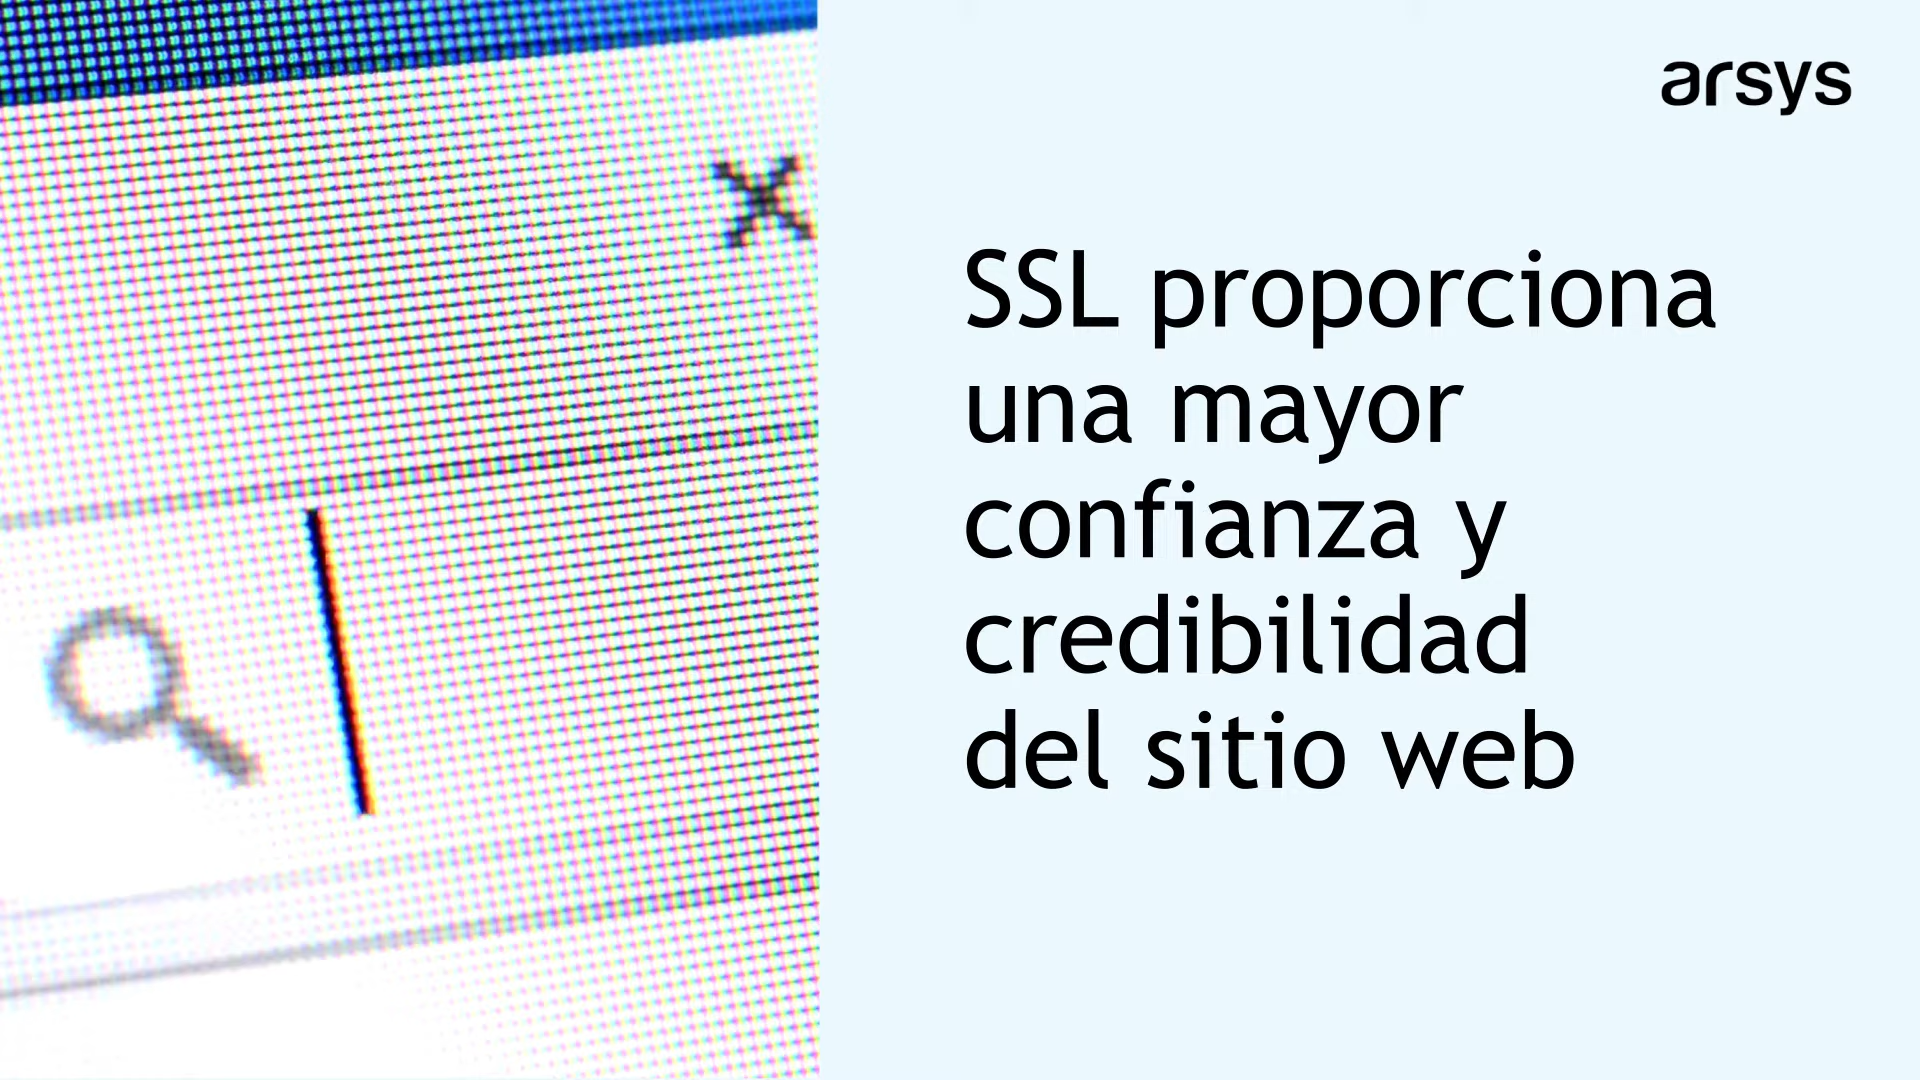 arsys
SSL proporciona
una mayor
confianza y
credibilidad
del sitio web